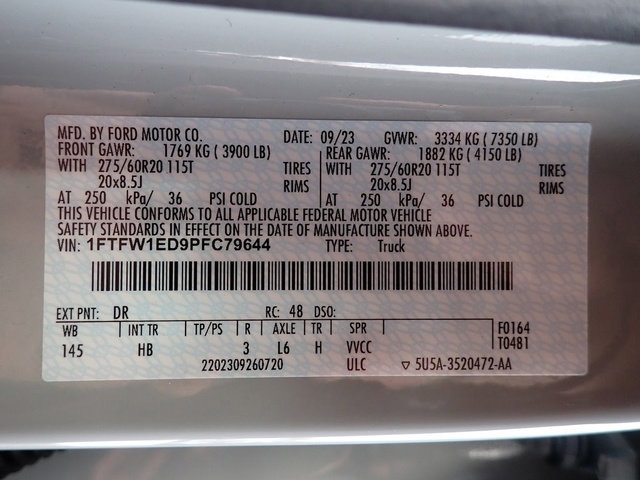 MFD. BY FORD MOTOR CO. DATE: 09/23 GVWR: 3334 KG ( 7350 LB)
FRONT GAWR: 1769 KG ( 3900 LB) REAR GAWR: 1882 KG ( 4150 LB)
WITH 275/60R20 115T TIRES WITH 275/60R20 115T TIRES
20x8.5J RIMS 20x8.5J RIMS
AT 250 kPa/ 36 PSI COLD AT 250 kPa/ 36 PSI COLD
THIS VEHICLE CONFORMS TO ALL APPLICABLE FEDERAL MOTOR VEHICLE
SAFETY STANDARDS IN EFFECT ON THE DATE OF MANUFACTURE SHOWN ABOVE.
VIN: 1FTFW1ED9PFC79644 TYPE: Truck
EXT PNT: DR RC: 48 DSO:
WB INT TR TP/PS R AXLE TR SPR F0164
145 HB 3 L6 H VVCC T0481
2202309260720 ULC ▽ 5U5A-3520472-AA